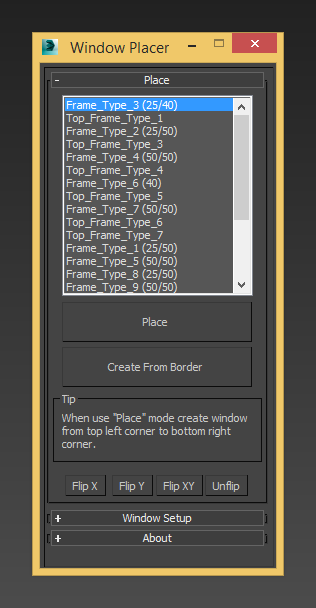 Window Placer
- Place
Frame_Type_3 (25/40)
Top_Frame_Type_1
Frame_Type_2 (25/50)
Top_Frame_Type_3
Frame_Type_4 (50/50)
Top_Frame_Type_4
Frame_Type_6 (40)
Top_Frame_Type_5
Frame_Type_7 (50/50)
Top_Frame_Type_6
Top_Frame_Type_7
Frame_Type_1 (25/50)
Frame_Type_5 (50/50)
Frame_Type_8 (25/50)
Frame_Type_9 (50/50)
Place
Create From Border
Tip
When use "Place" mode create window
from top left corner to bottom right
corner.
Flip X Flip Y Flip XY Unflip
+ Window Setup
+ About